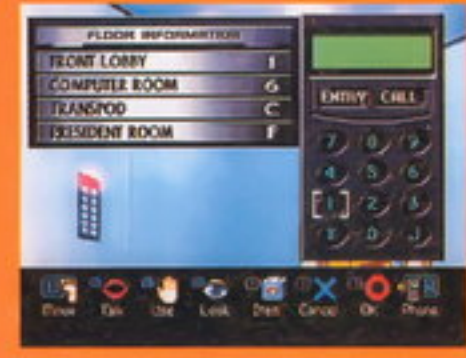 FLOOR INFORMATION
FRONT LOBBY 1
COMPUTER ROOM 6
TRANSPOD C
PRESIDENT ROOM F
ENTRY CALL
7 8 9
4 5 6
1 2 3
0
Move Talk Use Look Item Cancel OK Phone